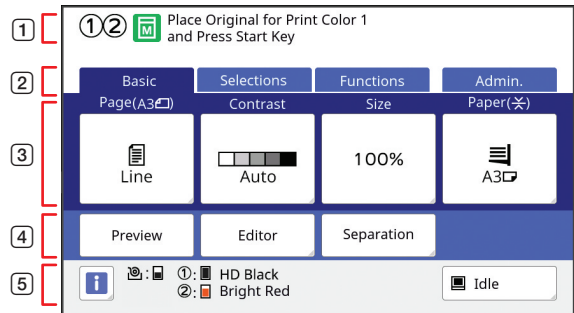 1 ①② M Place Original for Print Color 1
and Press Start Key
2 Basic Selections Functions Admin.
Page(A3) Contrast Size Paper(⚹)
3 Line Auto 100% A3
4 Preview Editor Separation
5 i : ①: HD Black Idle
②: Bright Red